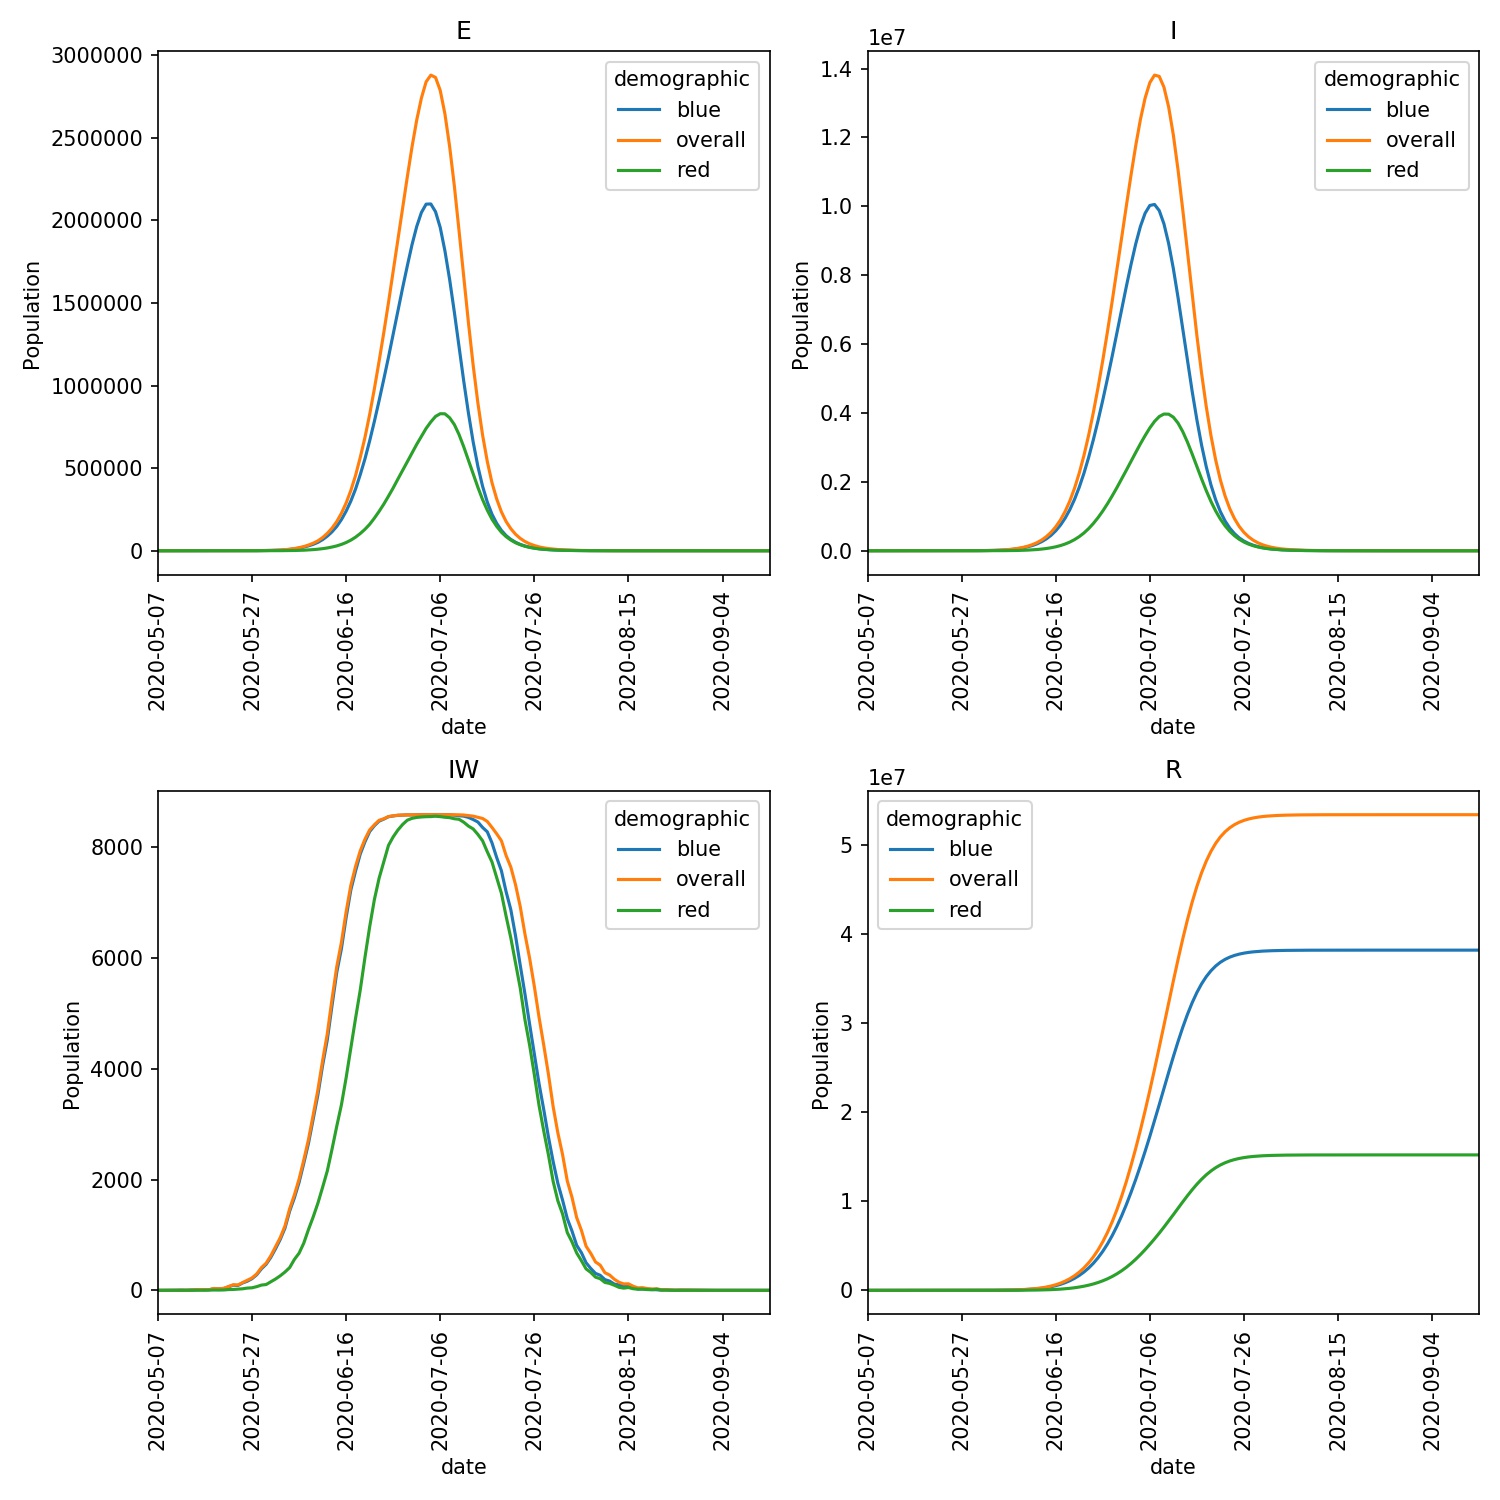 E
3000000
2500000
2000000
1500000
1000000
500000
0
Population
demographic
blue
overall
red
2020-05-07
2020-05-27
2020-06-16
2020-07-06
2020-07-26
2020-08-15
2020-09-04
date
I
1e7
1.4
1.2
1.0
0.8
0.6
0.4
0.2
0.0
Population
demographic
blue
overall
red
2020-05-07
2020-05-27
2020-06-16
2020-07-06
2020-07-26
2020-08-15
2020-09-04
date
IW
8000
6000
4000
2000
0
Population
demographic
blue
overall
red
2020-05-07
2020-05-27
2020-06-16
2020-07-06
2020-07-26
2020-08-15
2020-09-04
date
R
1e7
5
4
3
2
1
0
Population
demographic
blue
overall
red
2020-05-07
2020-05-27
2020-06-16
2020-07-06
2020-07-26
2020-08-15
2020-09-04
date